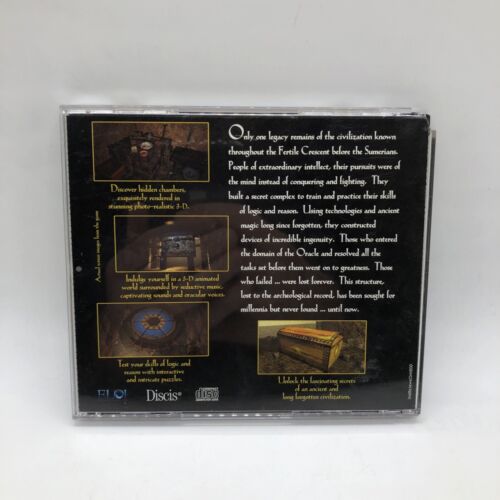 Only one legacy remains of the civilization known
throughout the Fertile Crescent before the Sumerians.
People of extraordinary intellect, their pursuits were of
the mind instead of conquering and fighting. They
built a secret complex to train and practice their skills
of logic and reason. Using technologies and ancient
magic long since forgotten, they constructed
devices of incredible ingenuity. Those who entered
the domain of the Oracle and resolved all the
tasks set before them went on to greatness. Those
who failed ... were lost forever. This structure,
lost to the archeological record, has been sought for
millennia but never found ... until now.
Discover hidden chambers,
exquisitely rendered in
stunning photo-realistic 3-D.
Indulge yourself in a 3-D animated
world surrounded by seductive music,
captivating sounds and oracular voices.
Test your skills of logic and
reason with interactive
and intricate puzzles.
Unlock the fascinating secrets
of an ancient and
long forgotten civilization.
Discis®